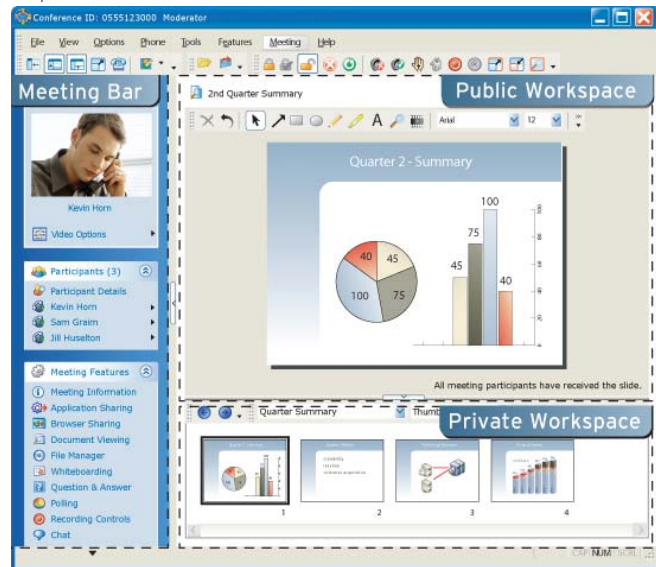 Conference ID: 0555123000 Moderator
File View Options Phone Tools Features Meeting Help
Meeting Bar
Public Workspace
2nd Quarter Summary
A Arial 12
Kevin Horn
Video Options
Participants (3)
Participant Details
Kevin Horn
Sam Graim
Jill Huselton
Meeting Features
Meeting Information
Application Sharing
Browser Sharing
Document Viewing
File Manager
Whiteboarding
Question & Answer
Polling
Recording Controls
Chat
Quarter 2 - Summary
40 45
100 75
45 75 100 40
All meeting participants have received the slide.
Quarter Summary
Private Workspace
1 2 3 4
CAP NUM SCRL